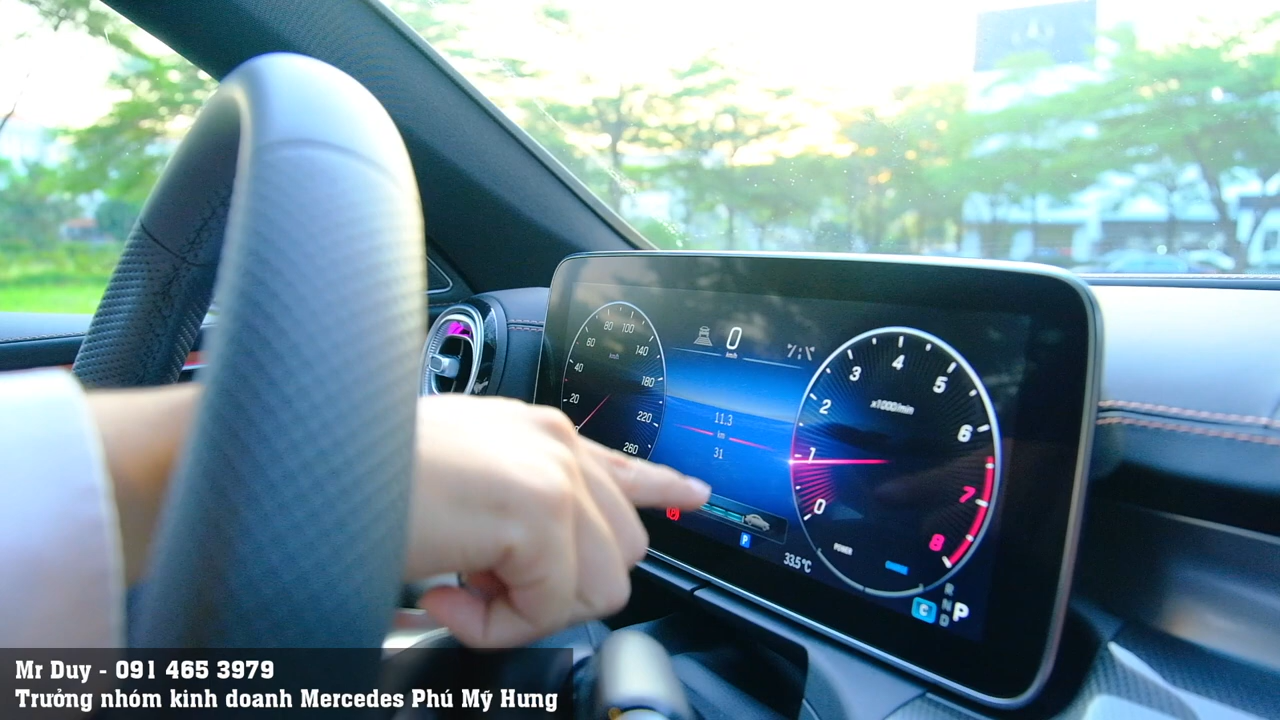 80 100
60
km/h
140
40
180
20
220
260
0
km/h
11.3
km
31
4
3
5
x1000/min
2
6
1
7
0
8
POWER
P
33.5°C
R
N
D
C
P
Mr Duy - 091 465 3979
Trưởng nhóm kinh doanh Mercedes Phú Mỹ Hưng